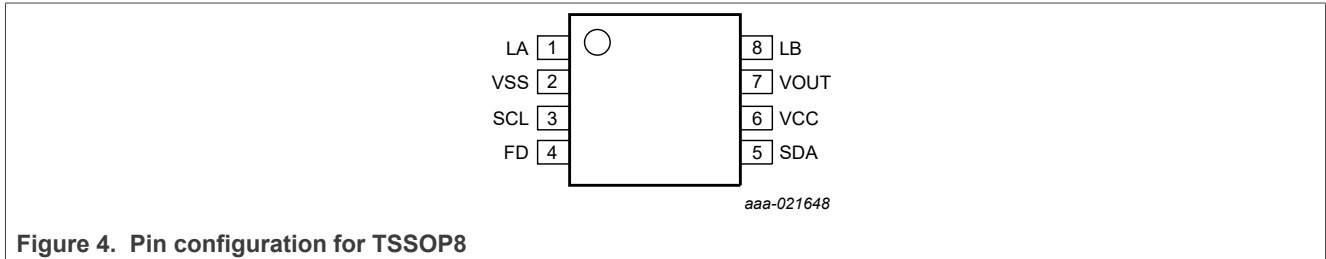 LA 1 8 LB
VSS 2 7 VOUT
SCL 3 6 VCC
FD 4 5 SDA
aaa-021648
Figure 4. Pin configuration for TSSOP8